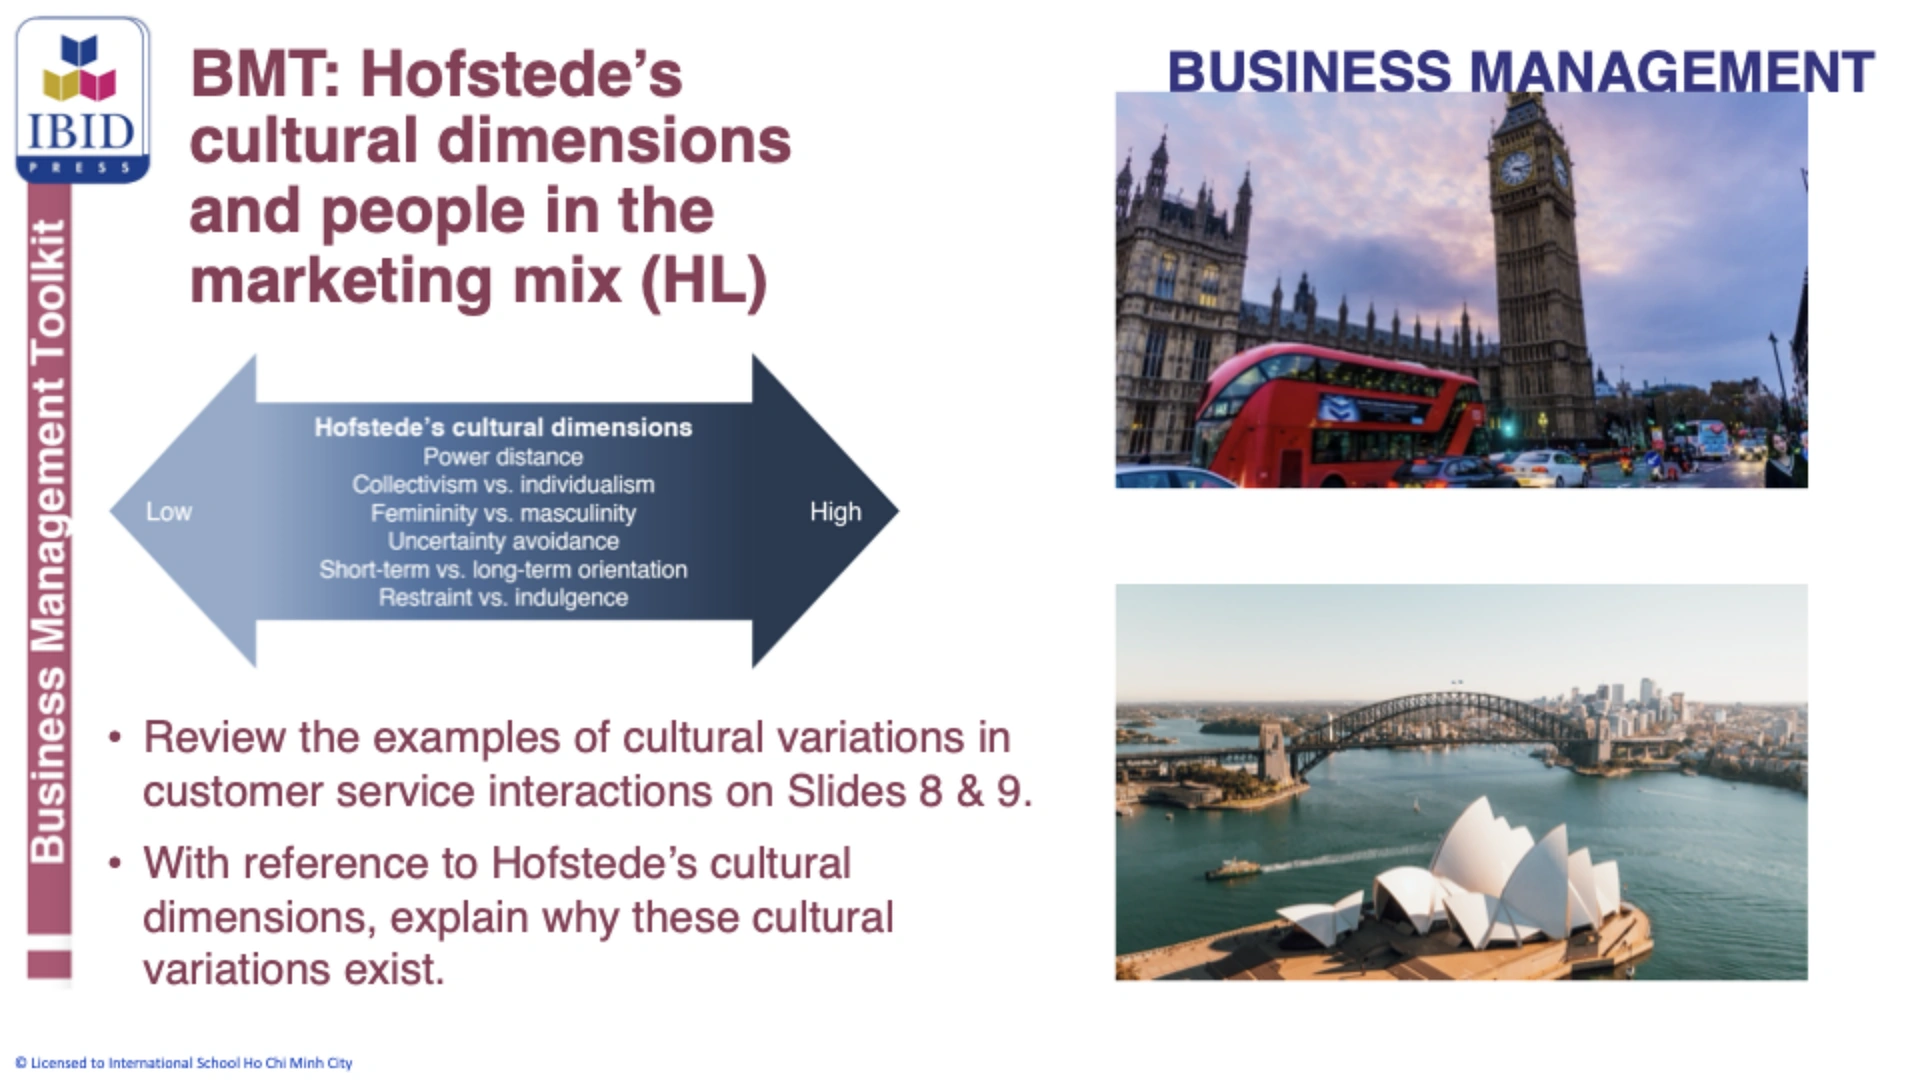 IBID
PRESS
Business Management Toolkit
BMT: Hofstede's
cultural dimensions
and people in the
marketing mix (HL)
BUSINESS MANAGEMENT
Low
Hofstede's cultural dimensions
Power distance
Collectivism vs. individualism
Femininity vs. masculinity
Uncertainty avoidance
Short-term vs. long-term orientation
Restraint vs. indulgence
High
• Review the examples of cultural variations in
customer service interactions on Slides 8 & 9.
• With reference to Hofstede's cultural
dimensions, explain why these cultural
variations exist.
© Licensed to International School Ho Chi Minh City